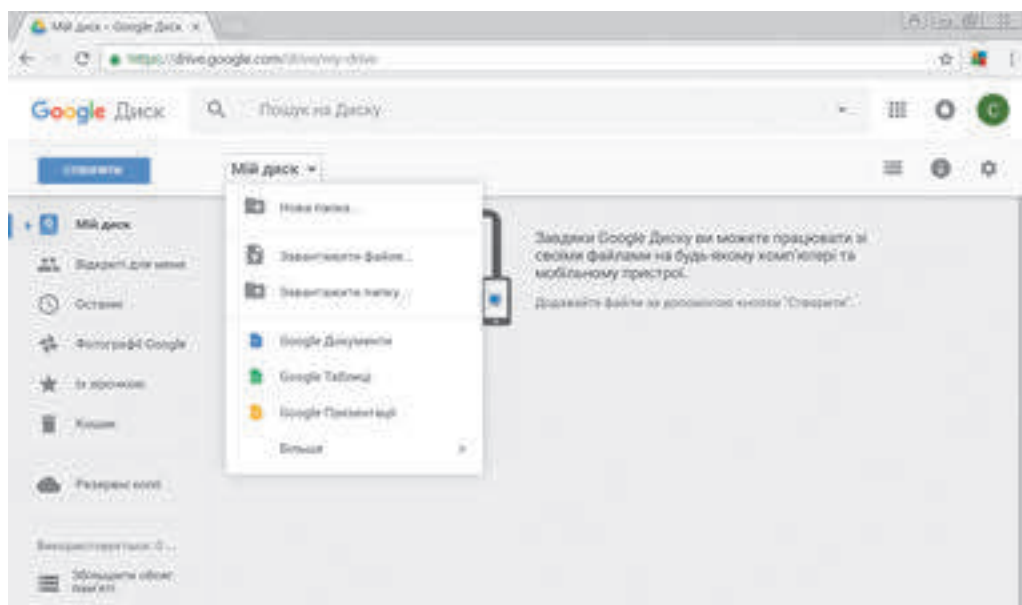 Мій диск - Google Диск
https://drive.google.com/drive/my-drive
Google Диск
Пошук на Диску
С
СТВОРИТИ
Мій диск
Нова папка...
Завантажити файли...
Завантажити папку...
Google Документи
Google Таблиці
Google Презентації
Більше
Мій диск
Відкриті для мене
Останні
Фотографії Google
Із зірочкою
Кошик
Резервні копії
Використовується: 0...
Збільшити обсяг
пам'яті
Завдяки Google Диску ви можете працювати зі
своїми файлами на будь-якому комп'ютері та
мобільному пристрої.
Додавайте файли за допомогою кнопки "Створити".